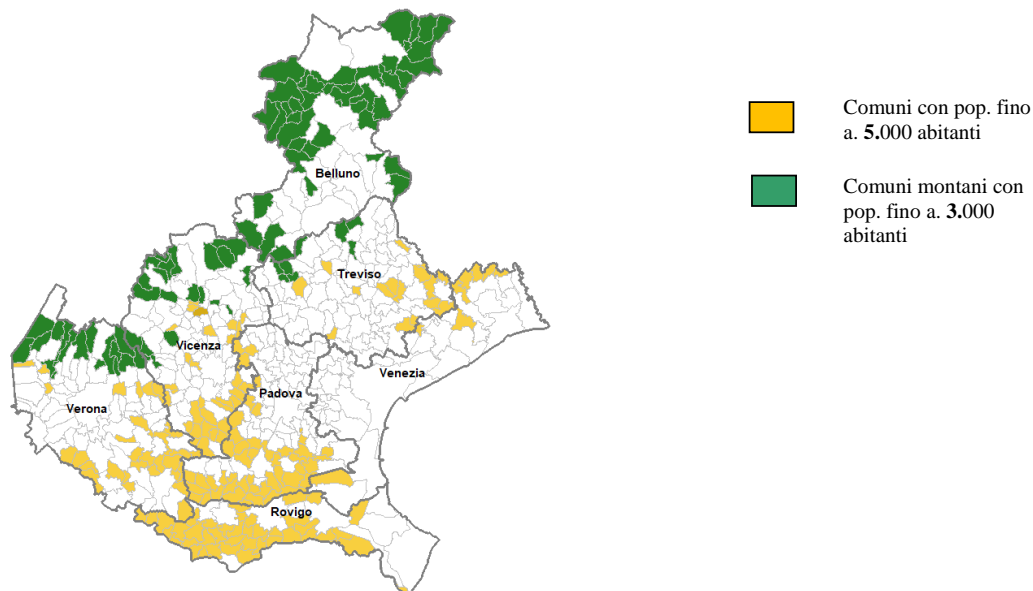 Comuni con pop. fino
a. 5.000 abitanti
Comuni montani con
pop. fino a. 3.000
abitanti
Belluno
Treviso
Vicenza
Venezia
Padova
Verona
Rovigo